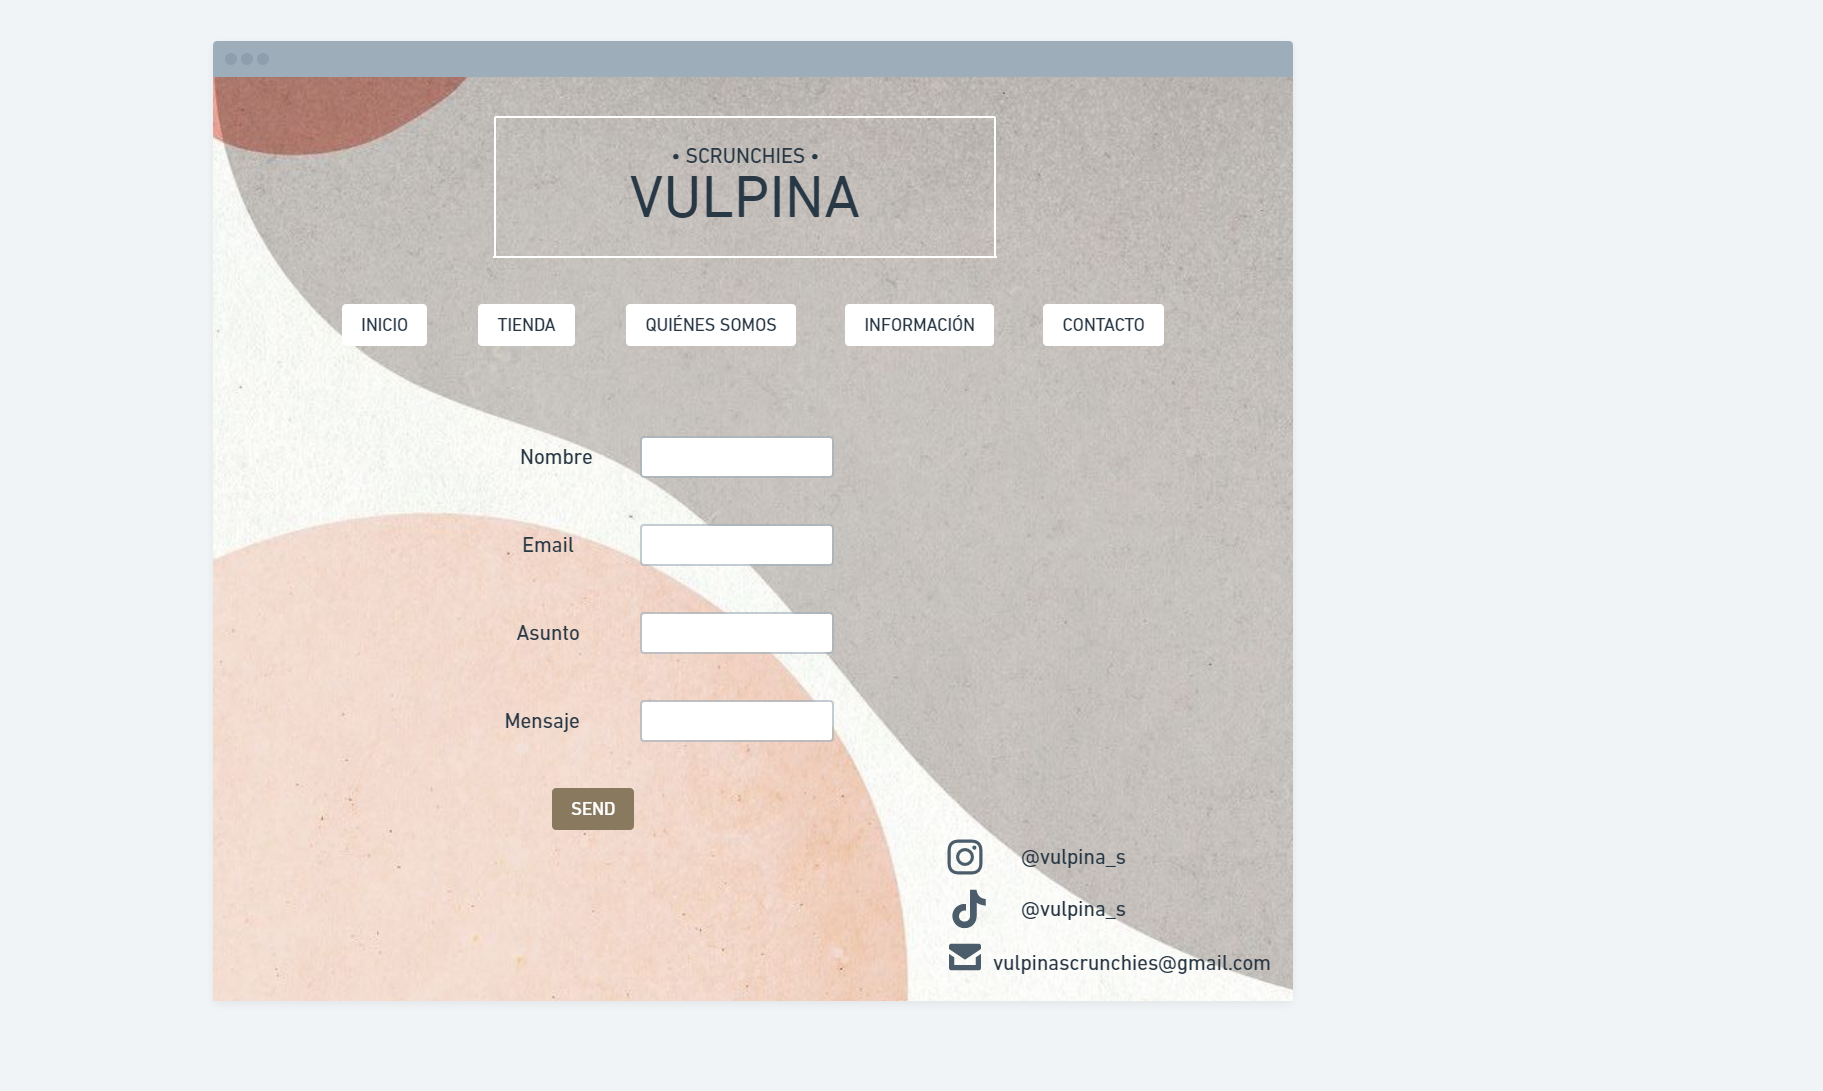 • SCRUNCHIES •
VULPINA
INICIO TIENDA QUIÉNES SOMOS INFORMACIÓN CONTACTO
Nombre
Email
Asunto
Mensaje
SEND
@vulpina_s
@vulpina_s
vulpinascrunchies@gmail.com